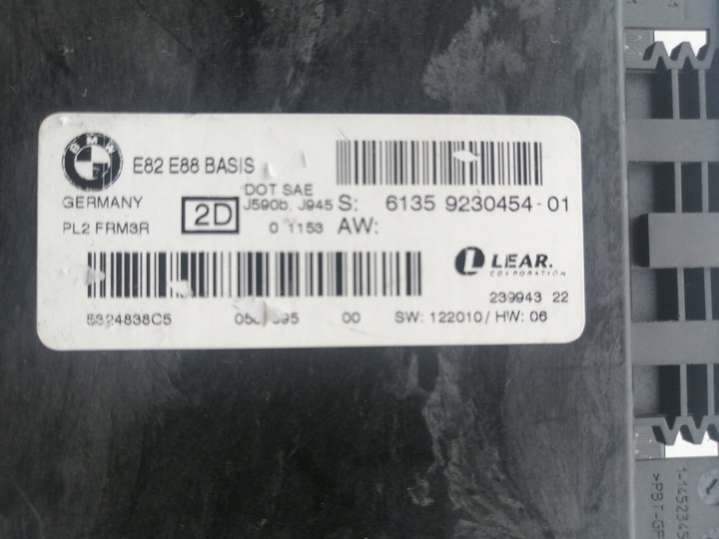 BMW
E82 E88 BASIS
GERMANY
PL2 FRM3R
2D
DOT SAE
J590b, J945
0 1153
S: 6135 9230454-01
AW:
LEAR.
CORPORATION
239943 22
00
SW: 122010/HW: 06